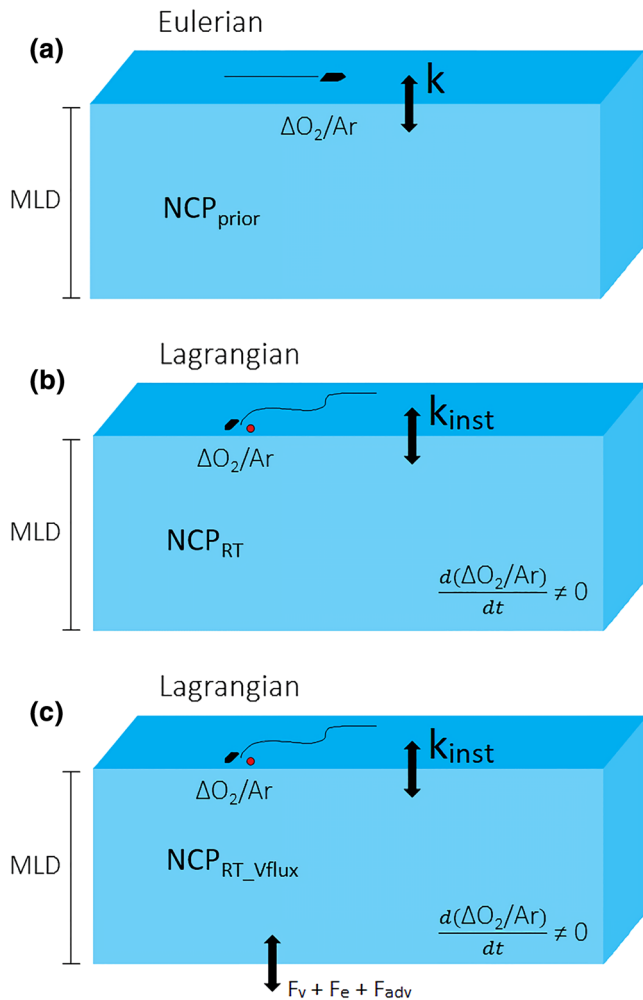 Eulerian
(a)
k
ΔO₂/Ar
MLD
NCPprior
Lagrangian
(b)
kinst
ΔO₂/Ar
MLD
NCPRT
d(ΔO₂/Ar)/dt ≠ 0
Lagrangian
(c)
kinst
ΔO₂/Ar
MLD
NCPRT_Vflux
d(ΔO₂/Ar)/dt ≠ 0
Fv + Fe + Fadv